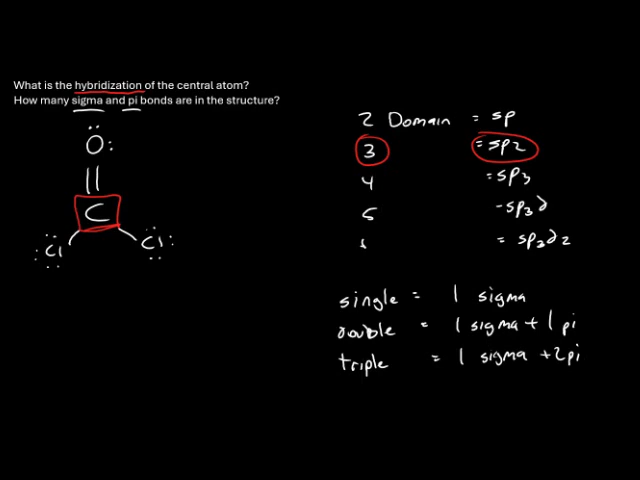 What is the hybridization of the central atom?
How many sigma and pi bonds are in the structure?
2 Domain = sp
3 = sp2
4 = sp3
5 - sp3d
= sp3d2
O
C
Cl Cl
single = 1 sigma
double = 1 sigma + 1 pi
triple = 1 sigma + 2pi